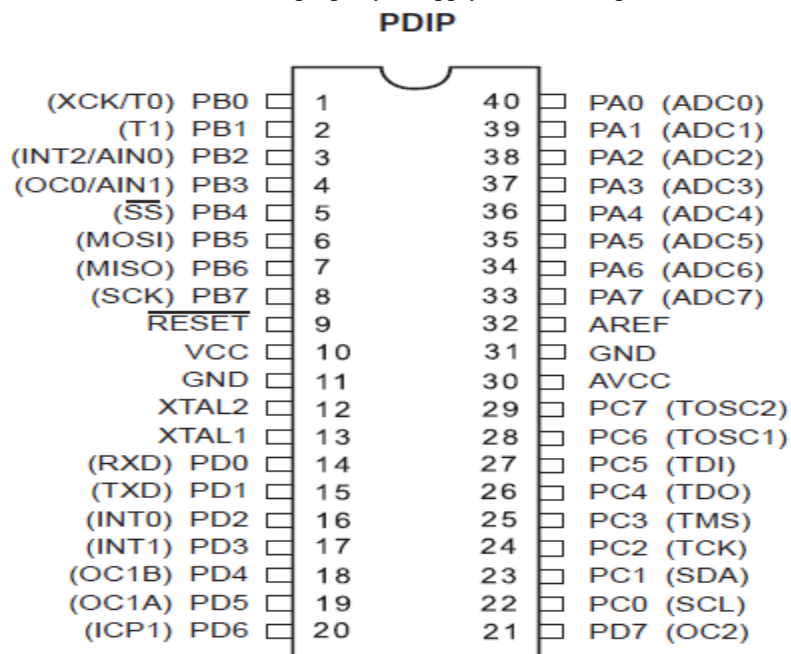 PDIP
(XCK/T0) PB0 1 40 PA0 (ADC0)
(T1) PB1 2 39 PA1 (ADC1)
(INT2/AIN0) PB2 3 38 PA2 (ADC2)
(OC0/AIN1) PB3 4 37 PA3 (ADC3)
(S̅S̅) PB4 5 36 PA4 (ADC4)
(MOSI) PB5 6 35 PA5 (ADC5)
(MISO) PB6 7 34 PA6 (ADC6)
(SCK) PB7 8 33 PA7 (ADC7)
R̅E̅S̅E̅T̅ 9 32 AREF
VCC 10 31 GND
GND 11 30 AVCC
XTAL2 12 29 PC7 (TOSC2)
XTAL1 13 28 PC6 (TOSC1)
(RXD) PD0 14 27 PC5 (TDI)
(TXD) PD1 15 26 PC4 (TDO)
(INT0) PD2 16 25 PC3 (TMS)
(INT1) PD3 17 24 PC2 (TCK)
(OC1B) PD4 18 23 PC1 (SDA)
(OC1A) PD5 19 22 PC0 (SCL)
(ICP1) PD6 20 21 PD7 (OC2)